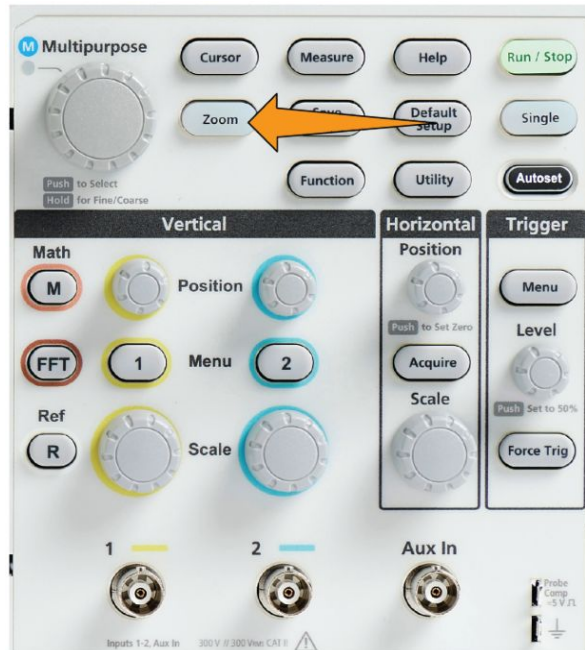 M Multipurpose
Cursor
Measure
Help
Run / Stop
Zoom
Save
Default
Setup
Single
Push to Select
Hold for Fine/Coarse
Function
Utility
Autoset
Vertical
Horizontal
Trigger
Math
M
Position
Position
Push to Set Zero
Menu
FFT
1
Menu
2
Acquire
Level
Push Set to 50%
Ref
R
Scale
Scale
Force Trig
1
2
Aux In
Probe
Comp
≈5 V
Inputs 1-2, Aux In 300 V
CAT II